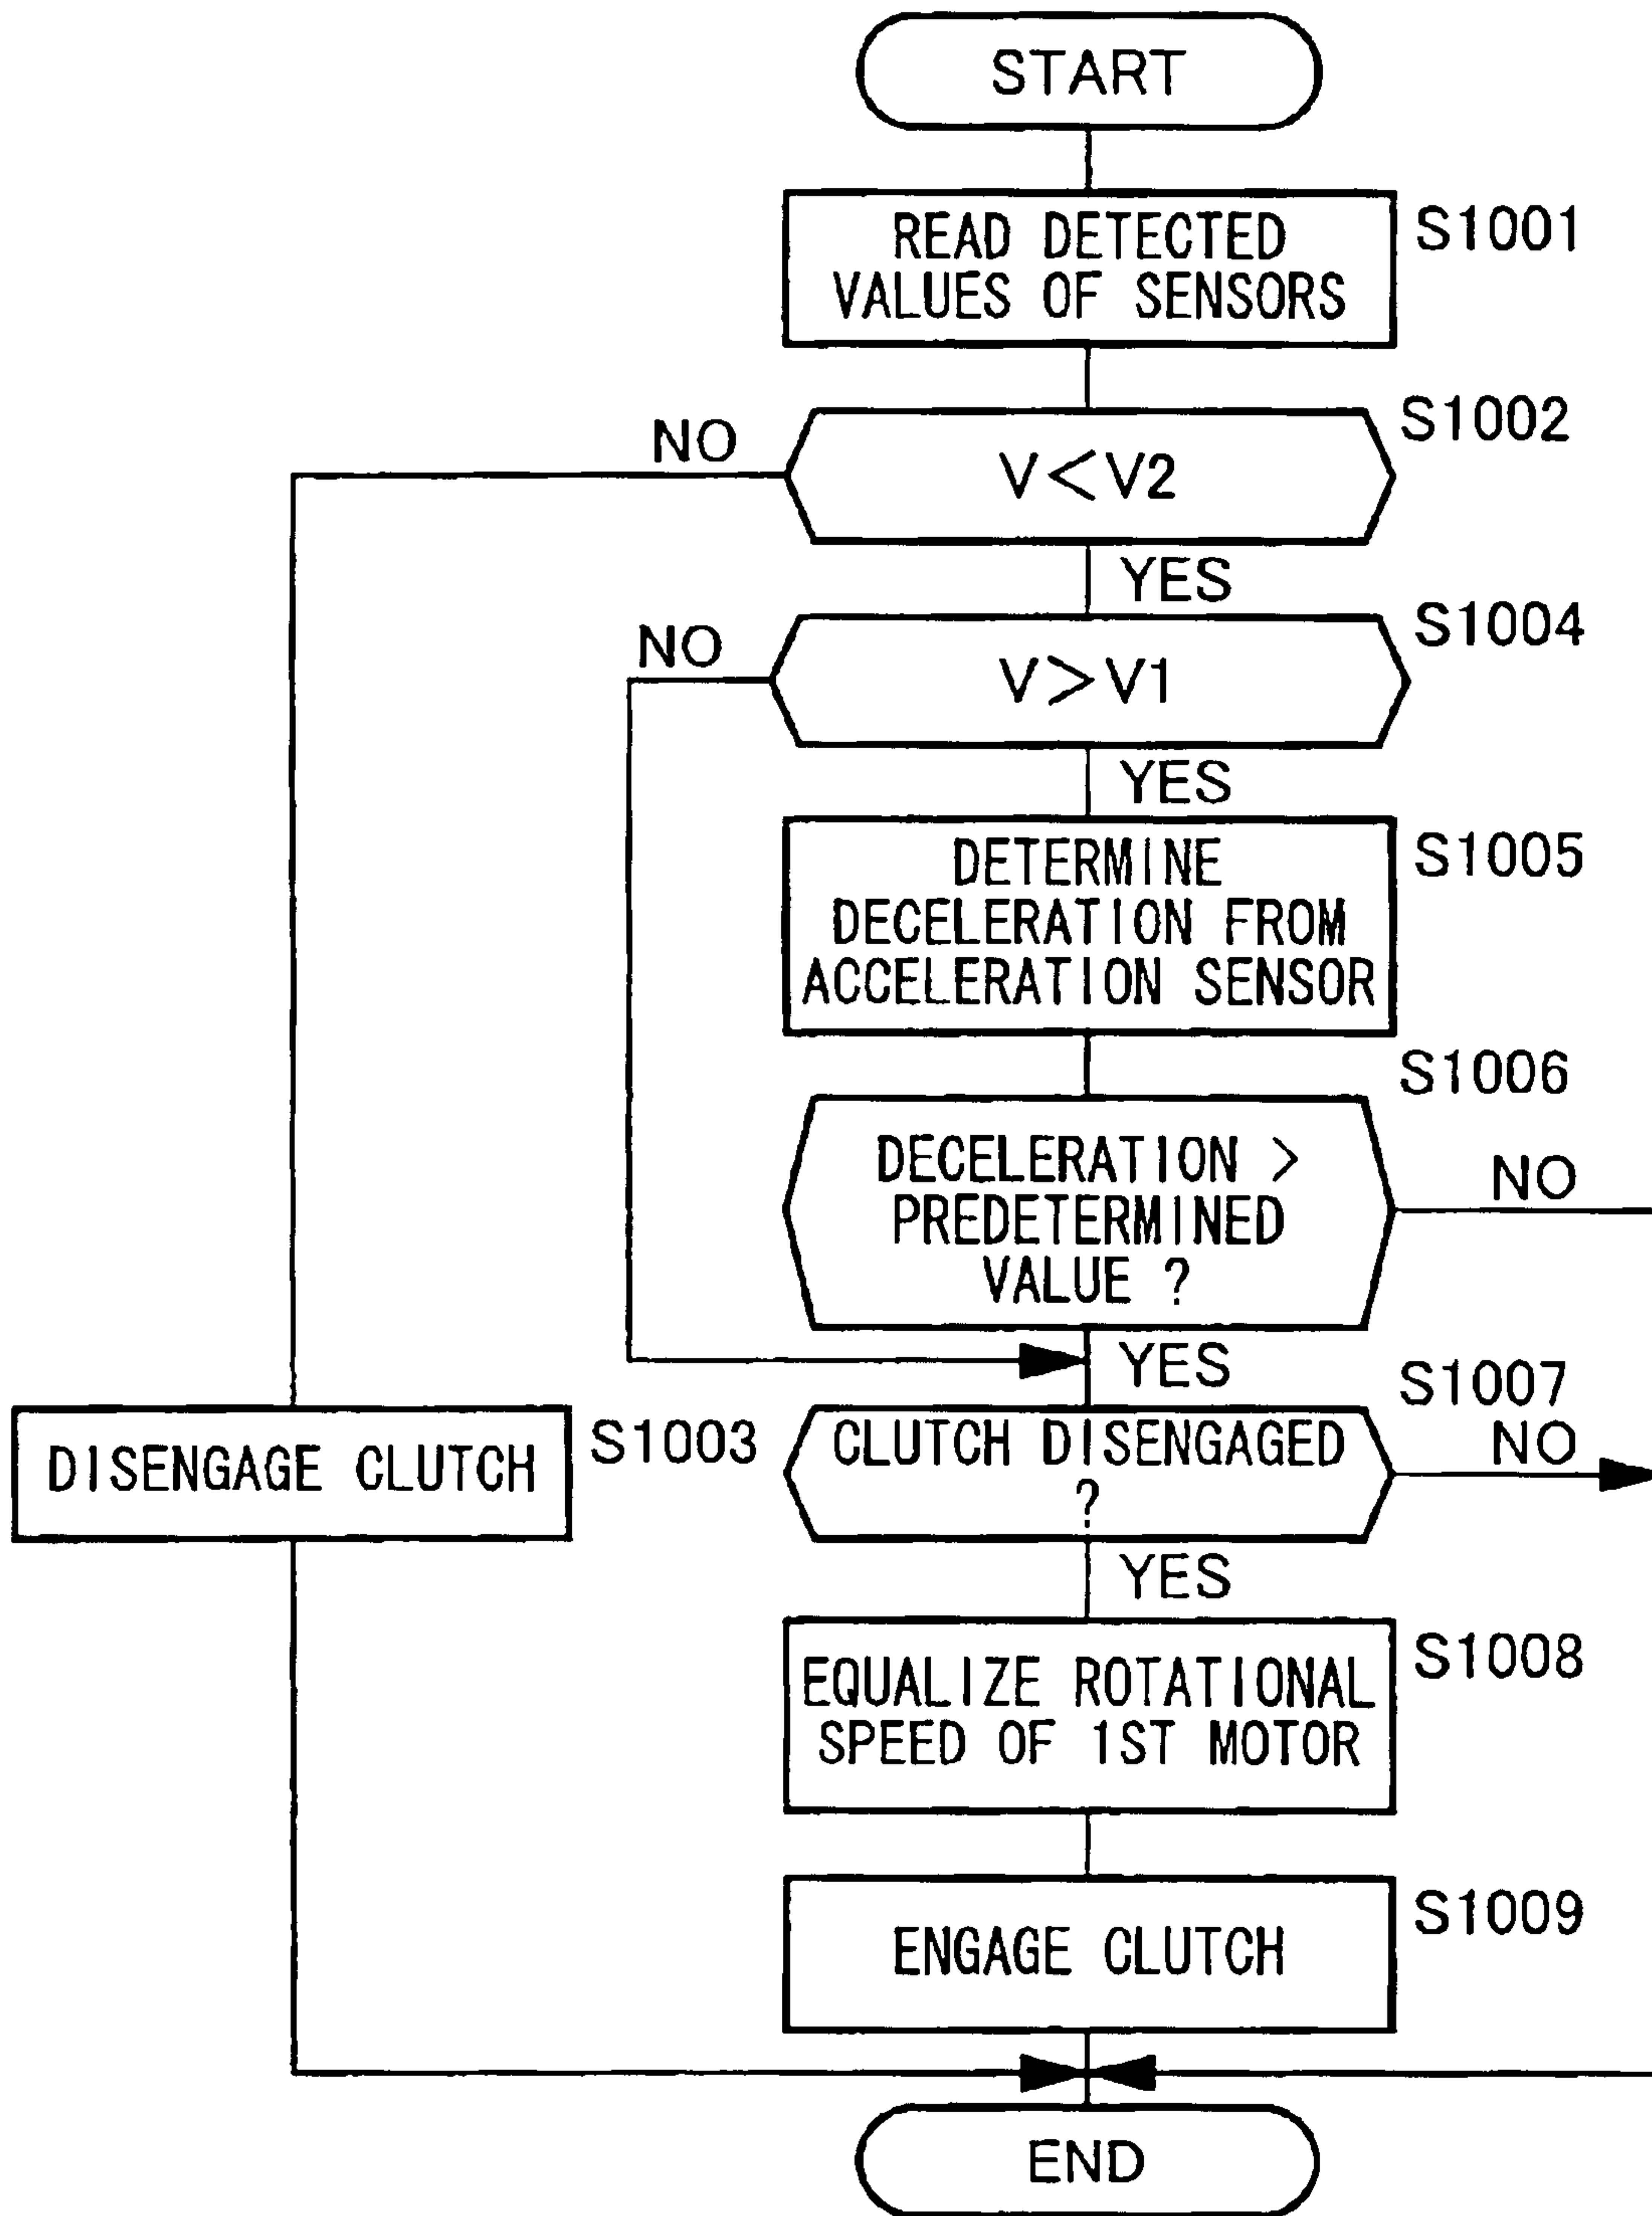 START
READ DETECTED
VALUES OF SENSORS
S1001
S1002
NO
V<V2
YES
S1004
NO
V>V1
YES
DETERMINE
DECELERATION FROM
ACCELERATION SENSOR
S1005
S1006
DECELERATION >
PREDETERMINED
VALUE ?
NO
YES
S1007
DISENGAGE CLUTCH
S1003
CLUTCH DISENGAGED
?
NO
YES
EQUALIZE ROTATIONAL
SPEED OF 1ST MOTOR
S1008
ENGAGE CLUTCH
S1009
END